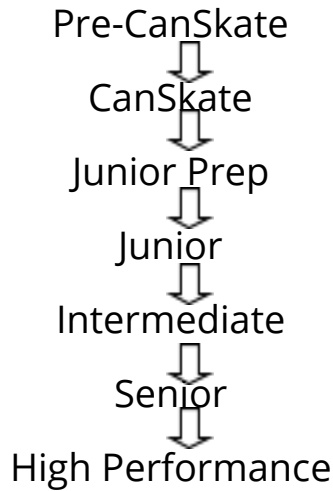 Pre-CanSkate
CanSkate
Junior Prep
Junior
Intermediate
Senior
High Performance